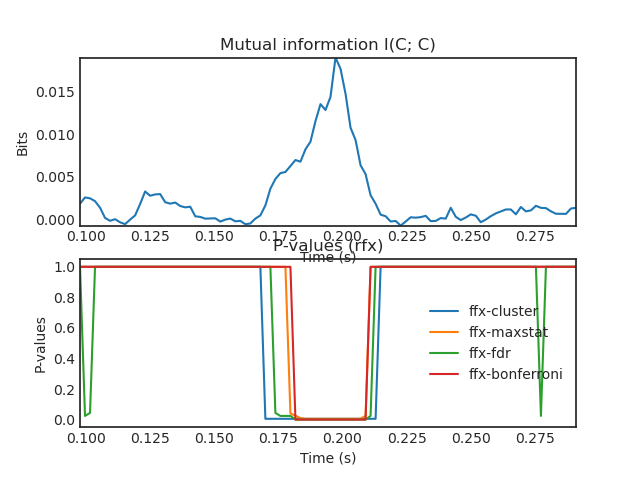 Mutual information I(C; C)
Bits
0.015
0.010
0.005
0.000
0.100 0.125 0.150 0.175 0.200 0.225 0.250 0.275
Time (s)
P-values (rfx)
P-values
1.0
0.8
0.6
0.4
0.2
0.0
ffx-cluster
ffx-maxstat
ffx-fdr
ffx-bonferroni
0.100 0.125 0.150 0.175 0.200 0.225 0.250 0.275
Time (s)